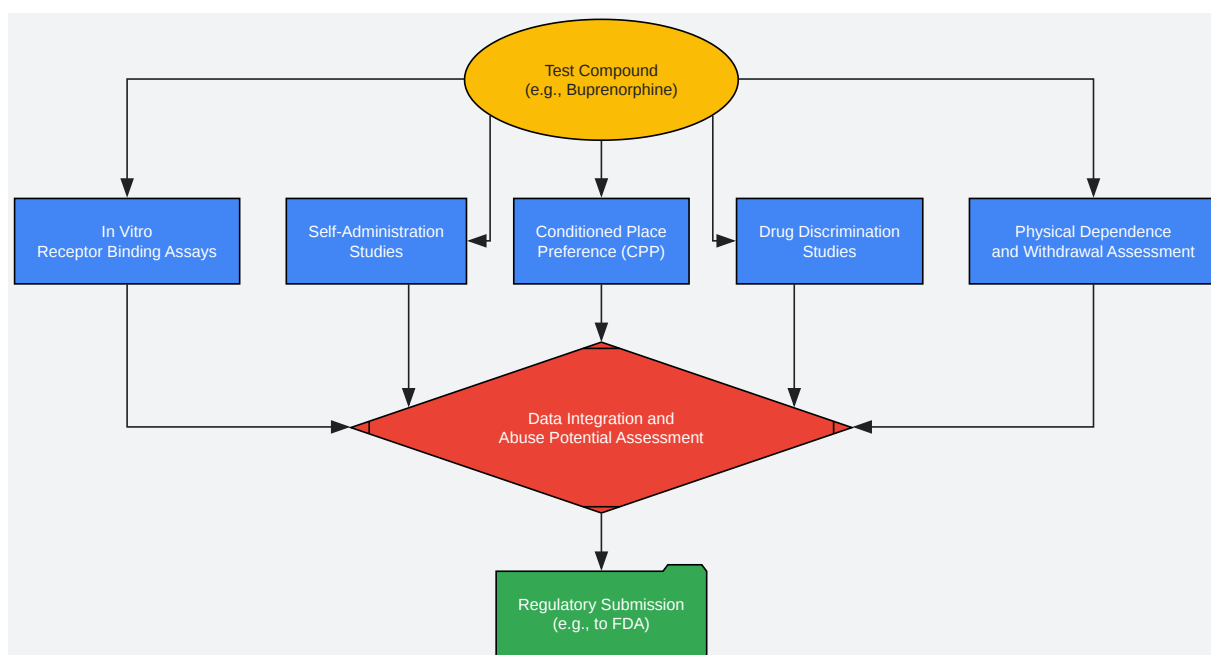 Test Compound
(e.g., Buprenorphine)
In Vitro
Receptor Binding Assays
Self-Administration
Studies
Conditioned Place
Preference (CPP)
Drug Discrimination
Studies
Physical Dependence
and Withdrawal Assessment
Data Integration and
Abuse Potential Assessment
Regulatory Submission
(e.g., to FDA)